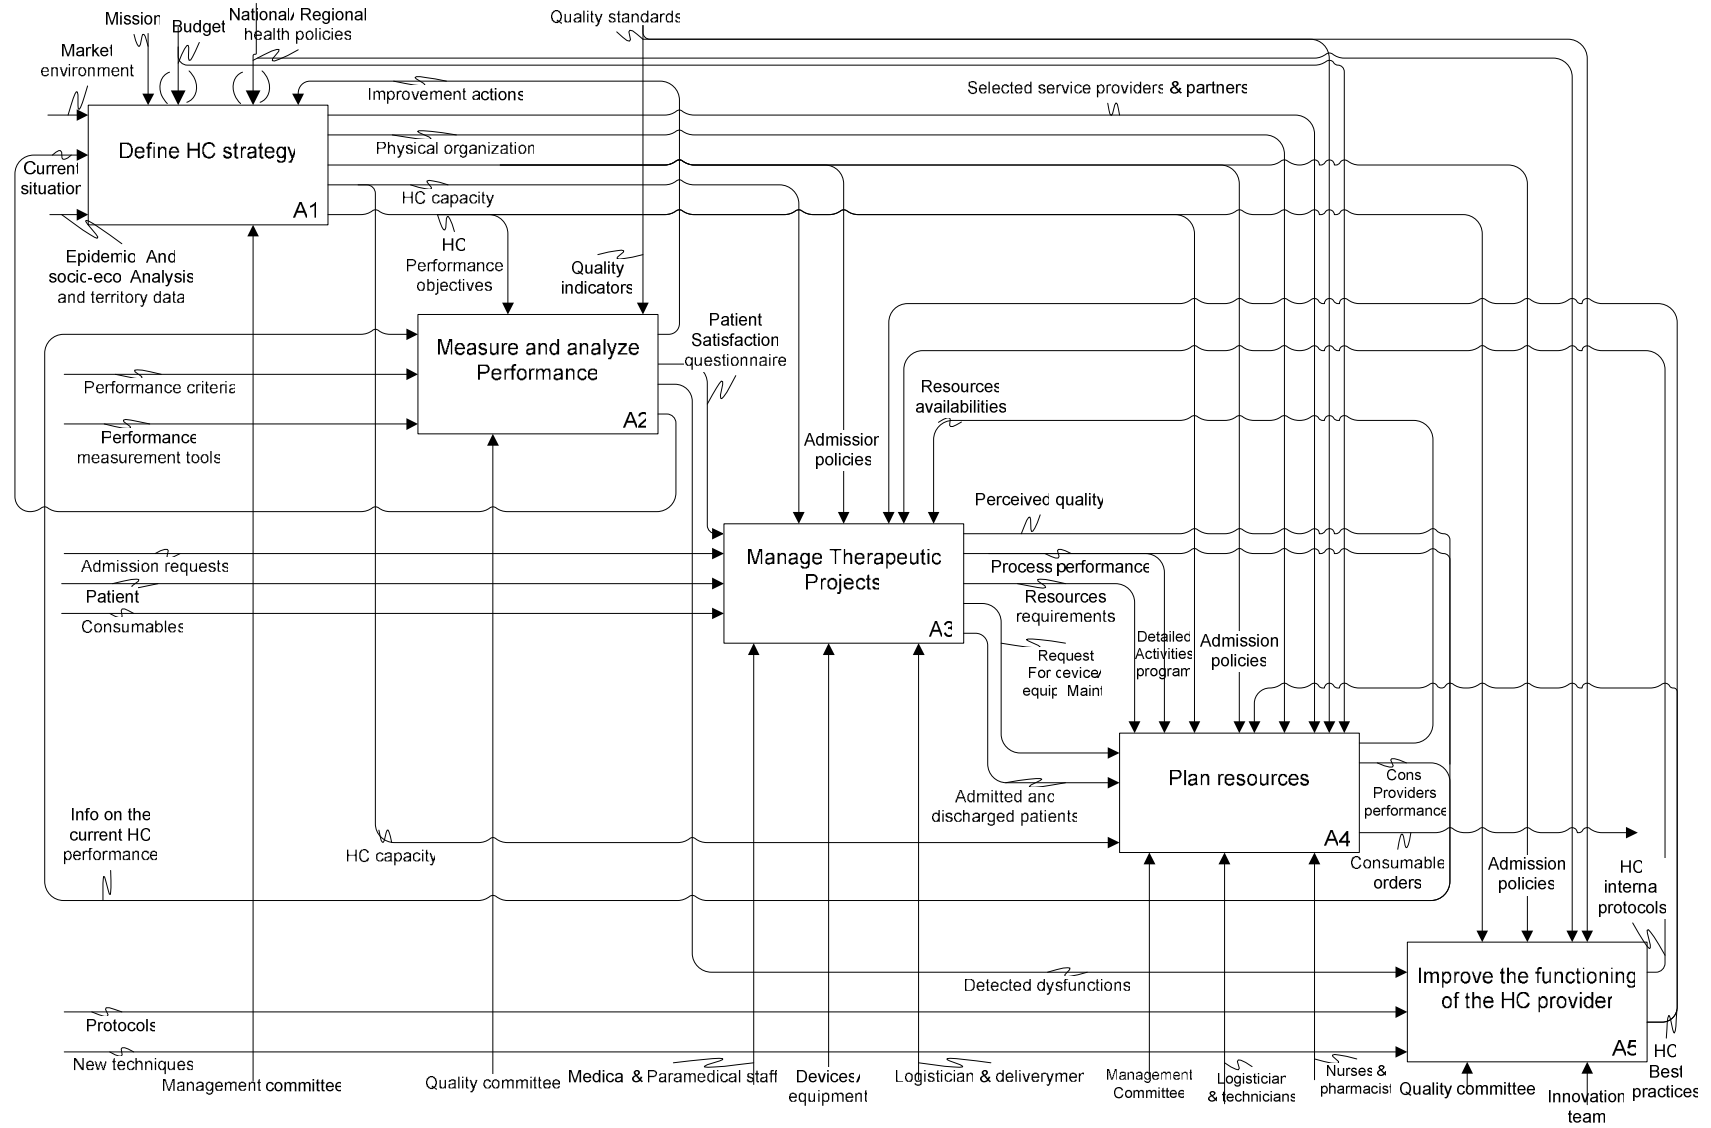 Mission
Budget
National/ Regional
health policies
Quality standards
Market
environment
Improvement actions
Selected service providers & partners
Define HC strategy
Physical organization
Current
situation
HC capacity
A1
HC
Performance
objectives
Epidemic And
socic-eco Analysis
and territory data
Quality
indicators
Patient
Satisfaction
questionnaire
Measure and analyze
Performance
Performance criteria
A2
Resources
availabilities
Performance
measurement tools
Admission
policies
Perceived quality
Manage Therapeutic
Projects
Admission requests
Process performance
Patient
Resources
requirements
Consumables
A3
Detailed
Activities
program
Admission
policies
Request
For device/
equip Maint
Plan resources
Cons
Providers
performance
Admitted and
discharged patients
Info on the
current HC
performance
HC capacity
A4
Consumable
orders
Admission
policies
HC
interna
protocols
Detected dysfunctions
Improve the functioning
of the HC provider
Protocols
A5
New techniques
Management committee
Quality committee
Medical & Paramedical staff
Devices/
equipment
Logistician & deliverymen
Management
Committee
Logistician
& technicians
Nurses &
pharmacist
Quality committee
Innovation
team
HC
Best
practices